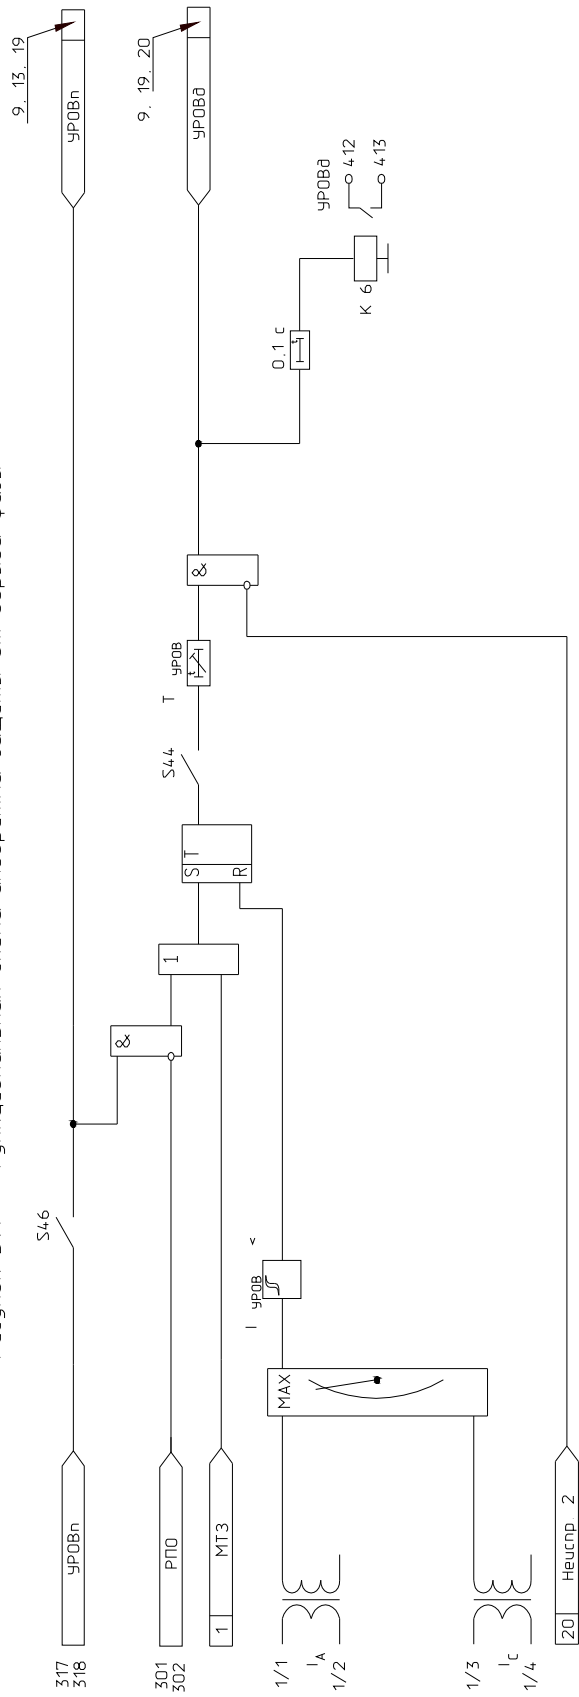 317
318
УРОВп
S46
УРОВп
9. 13. 19
301
302
РПО
&
1
МТЗ
1
S T
R
S44
T
УРОВ
&
УРОВд
9. 19. 20
0.1 с
К 6
УРОВд
412
413
1/1
I A
1/2
MAX
I
УРОВ
<
1/3
I C
1/4
20
Неиспр. 2